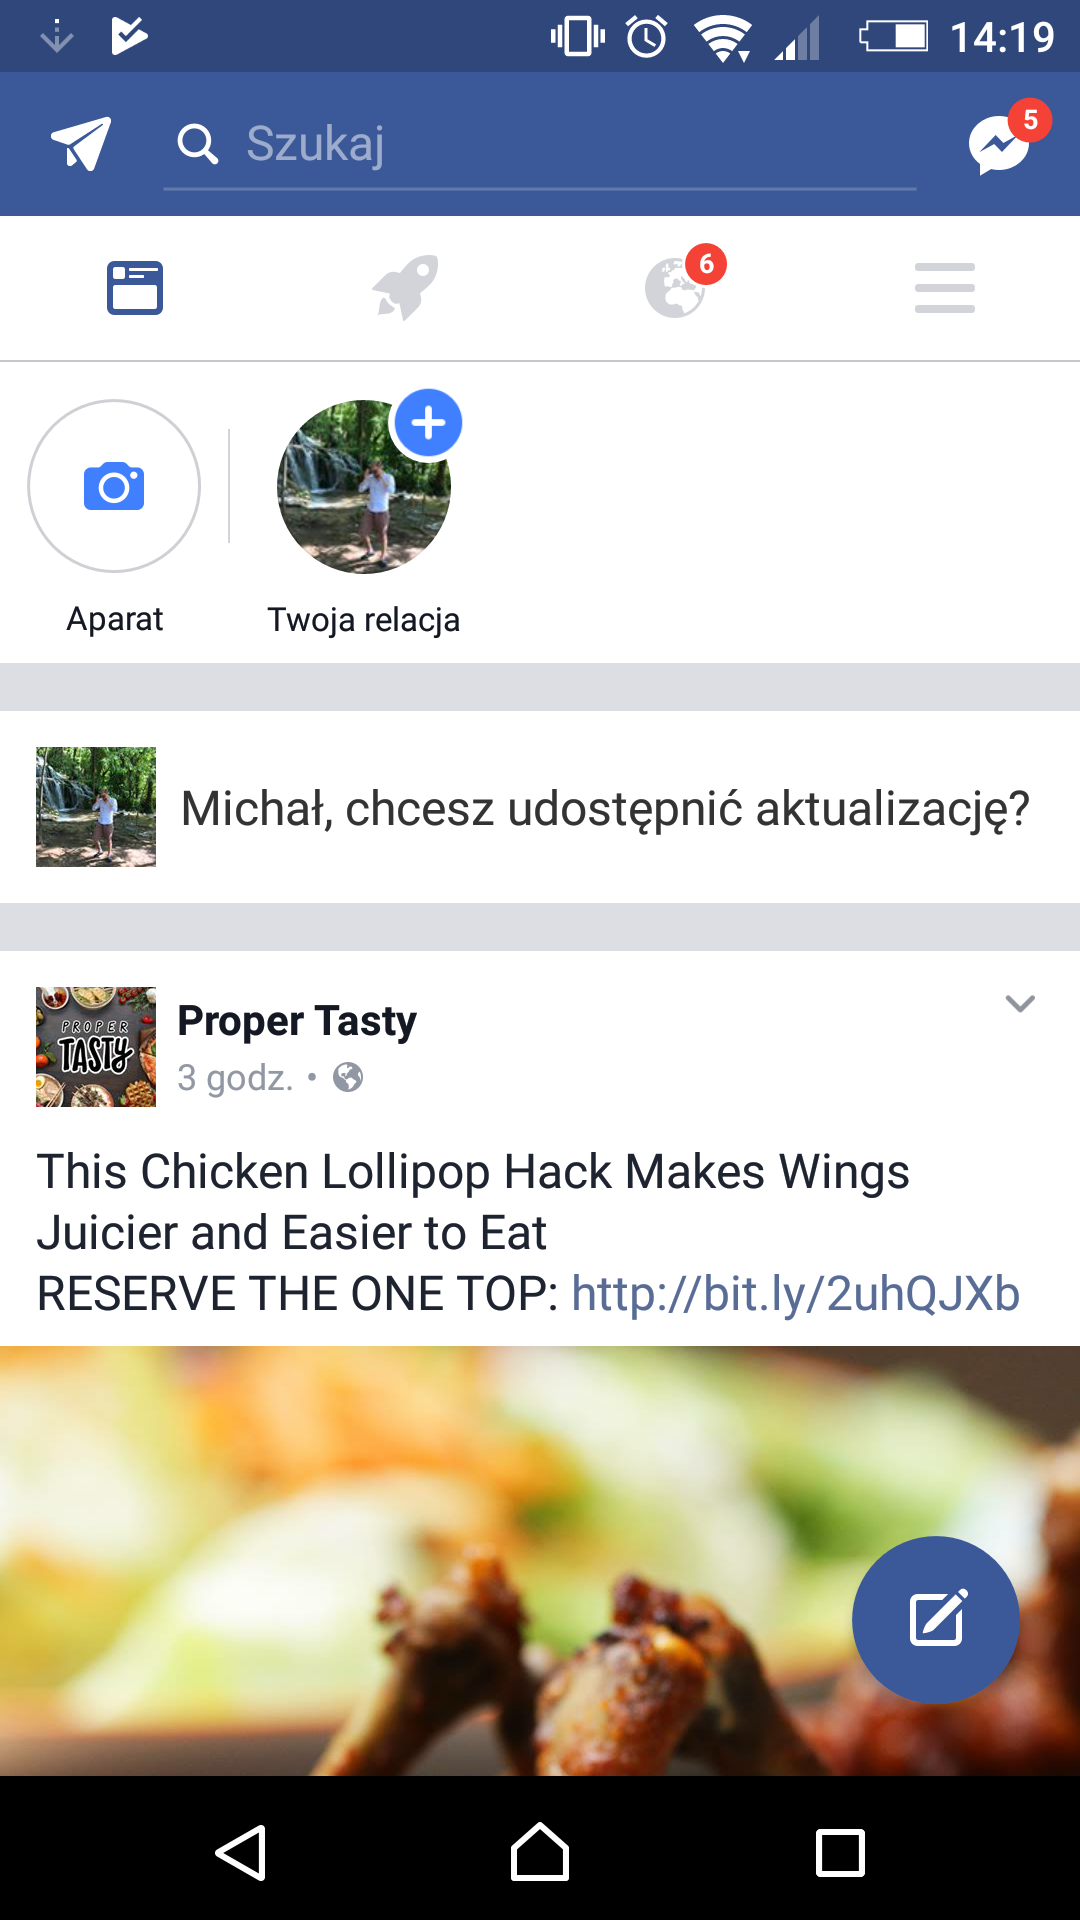 14:19
Szukaj
5
6
Aparat
Twoja relacja
Michał, chcesz udostępnić aktualizację?
PROPER
TASTY
Proper Tasty
3 godz. •
This Chicken Lollipop Hack Makes Wings
Juicier and Easier to Eat
RESERVE THE ONE TOP: http://bit.ly/2uhQJXb